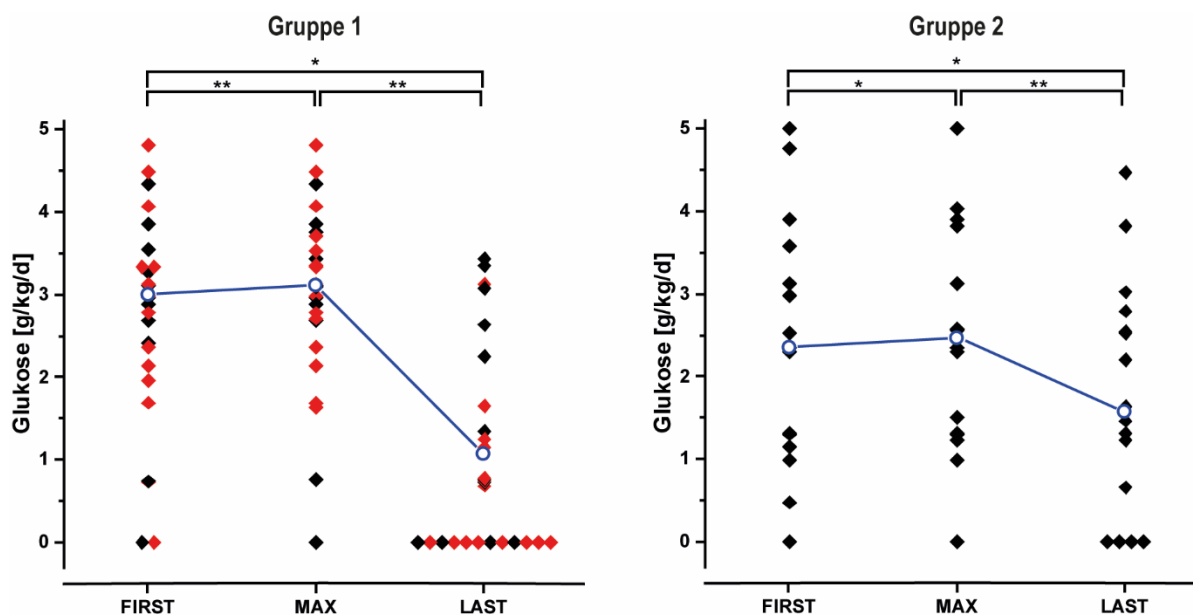 Gruppe 1
*
** **
Glukose [g/kg/d]
5
4
3
2
1
0
FIRST MAX LAST
Gruppe 2
*
* **
Glukose [g/kg/d]
5
4
3
2
1
0
FIRST MAX LAST